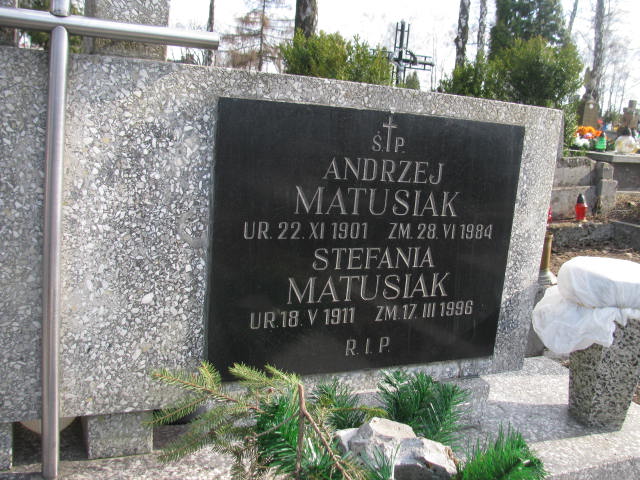 Ś†P.
ANDRZEJ
MATUSIAK
UR. 22. XI 1901 ZM. 28. VI 1984
STEFANIA
MATUSIAK
UR. 18. V 1911 ZM. 17. III 1996
R. I. P.